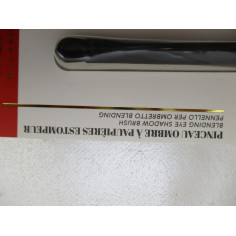 PINCEAU OMBRE À PAUPIÈRES ESTOMPEUR
BLENDING EYE SHADOW BRUSH
PENNELLO PER OMBRETTO BLENDING